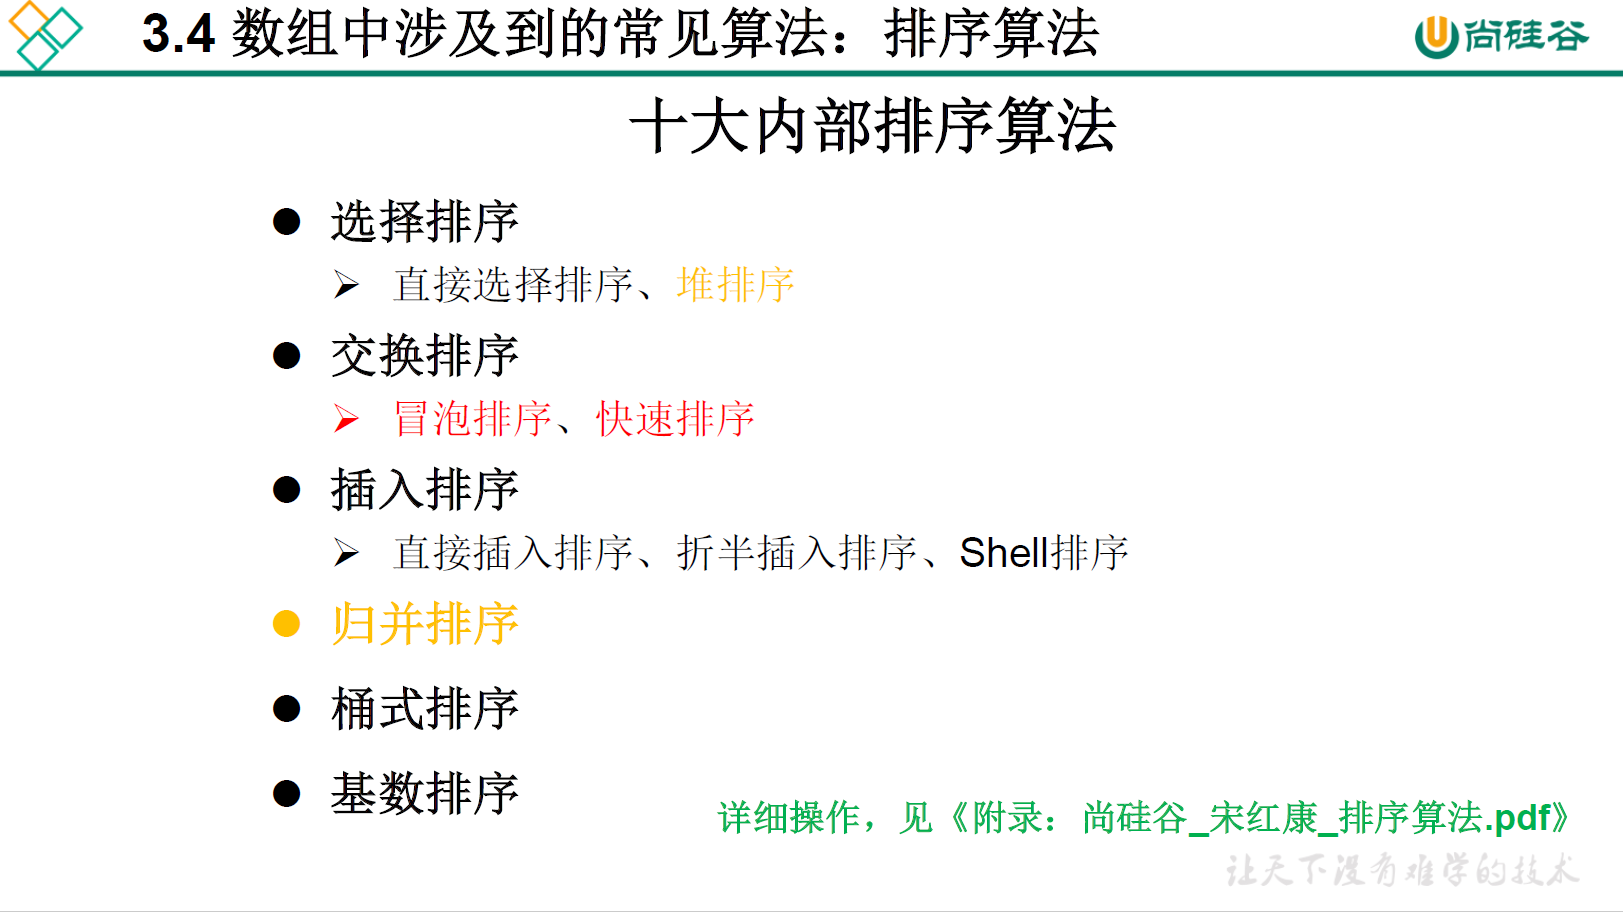 3.4 数组中涉及到的常见算法：排序算法
尚硅谷
十大内部排序算法
选择排序
直接选择排序、堆排序
交换排序
冒泡排序、快速排序
插入排序
直接插入排序、折半插入排序、Shell排序
归并排序
桶式排序
基数排序
详细操作，见《附录：尚硅谷_宋红康_排序算法.pdf》
让天下没有难学的技术